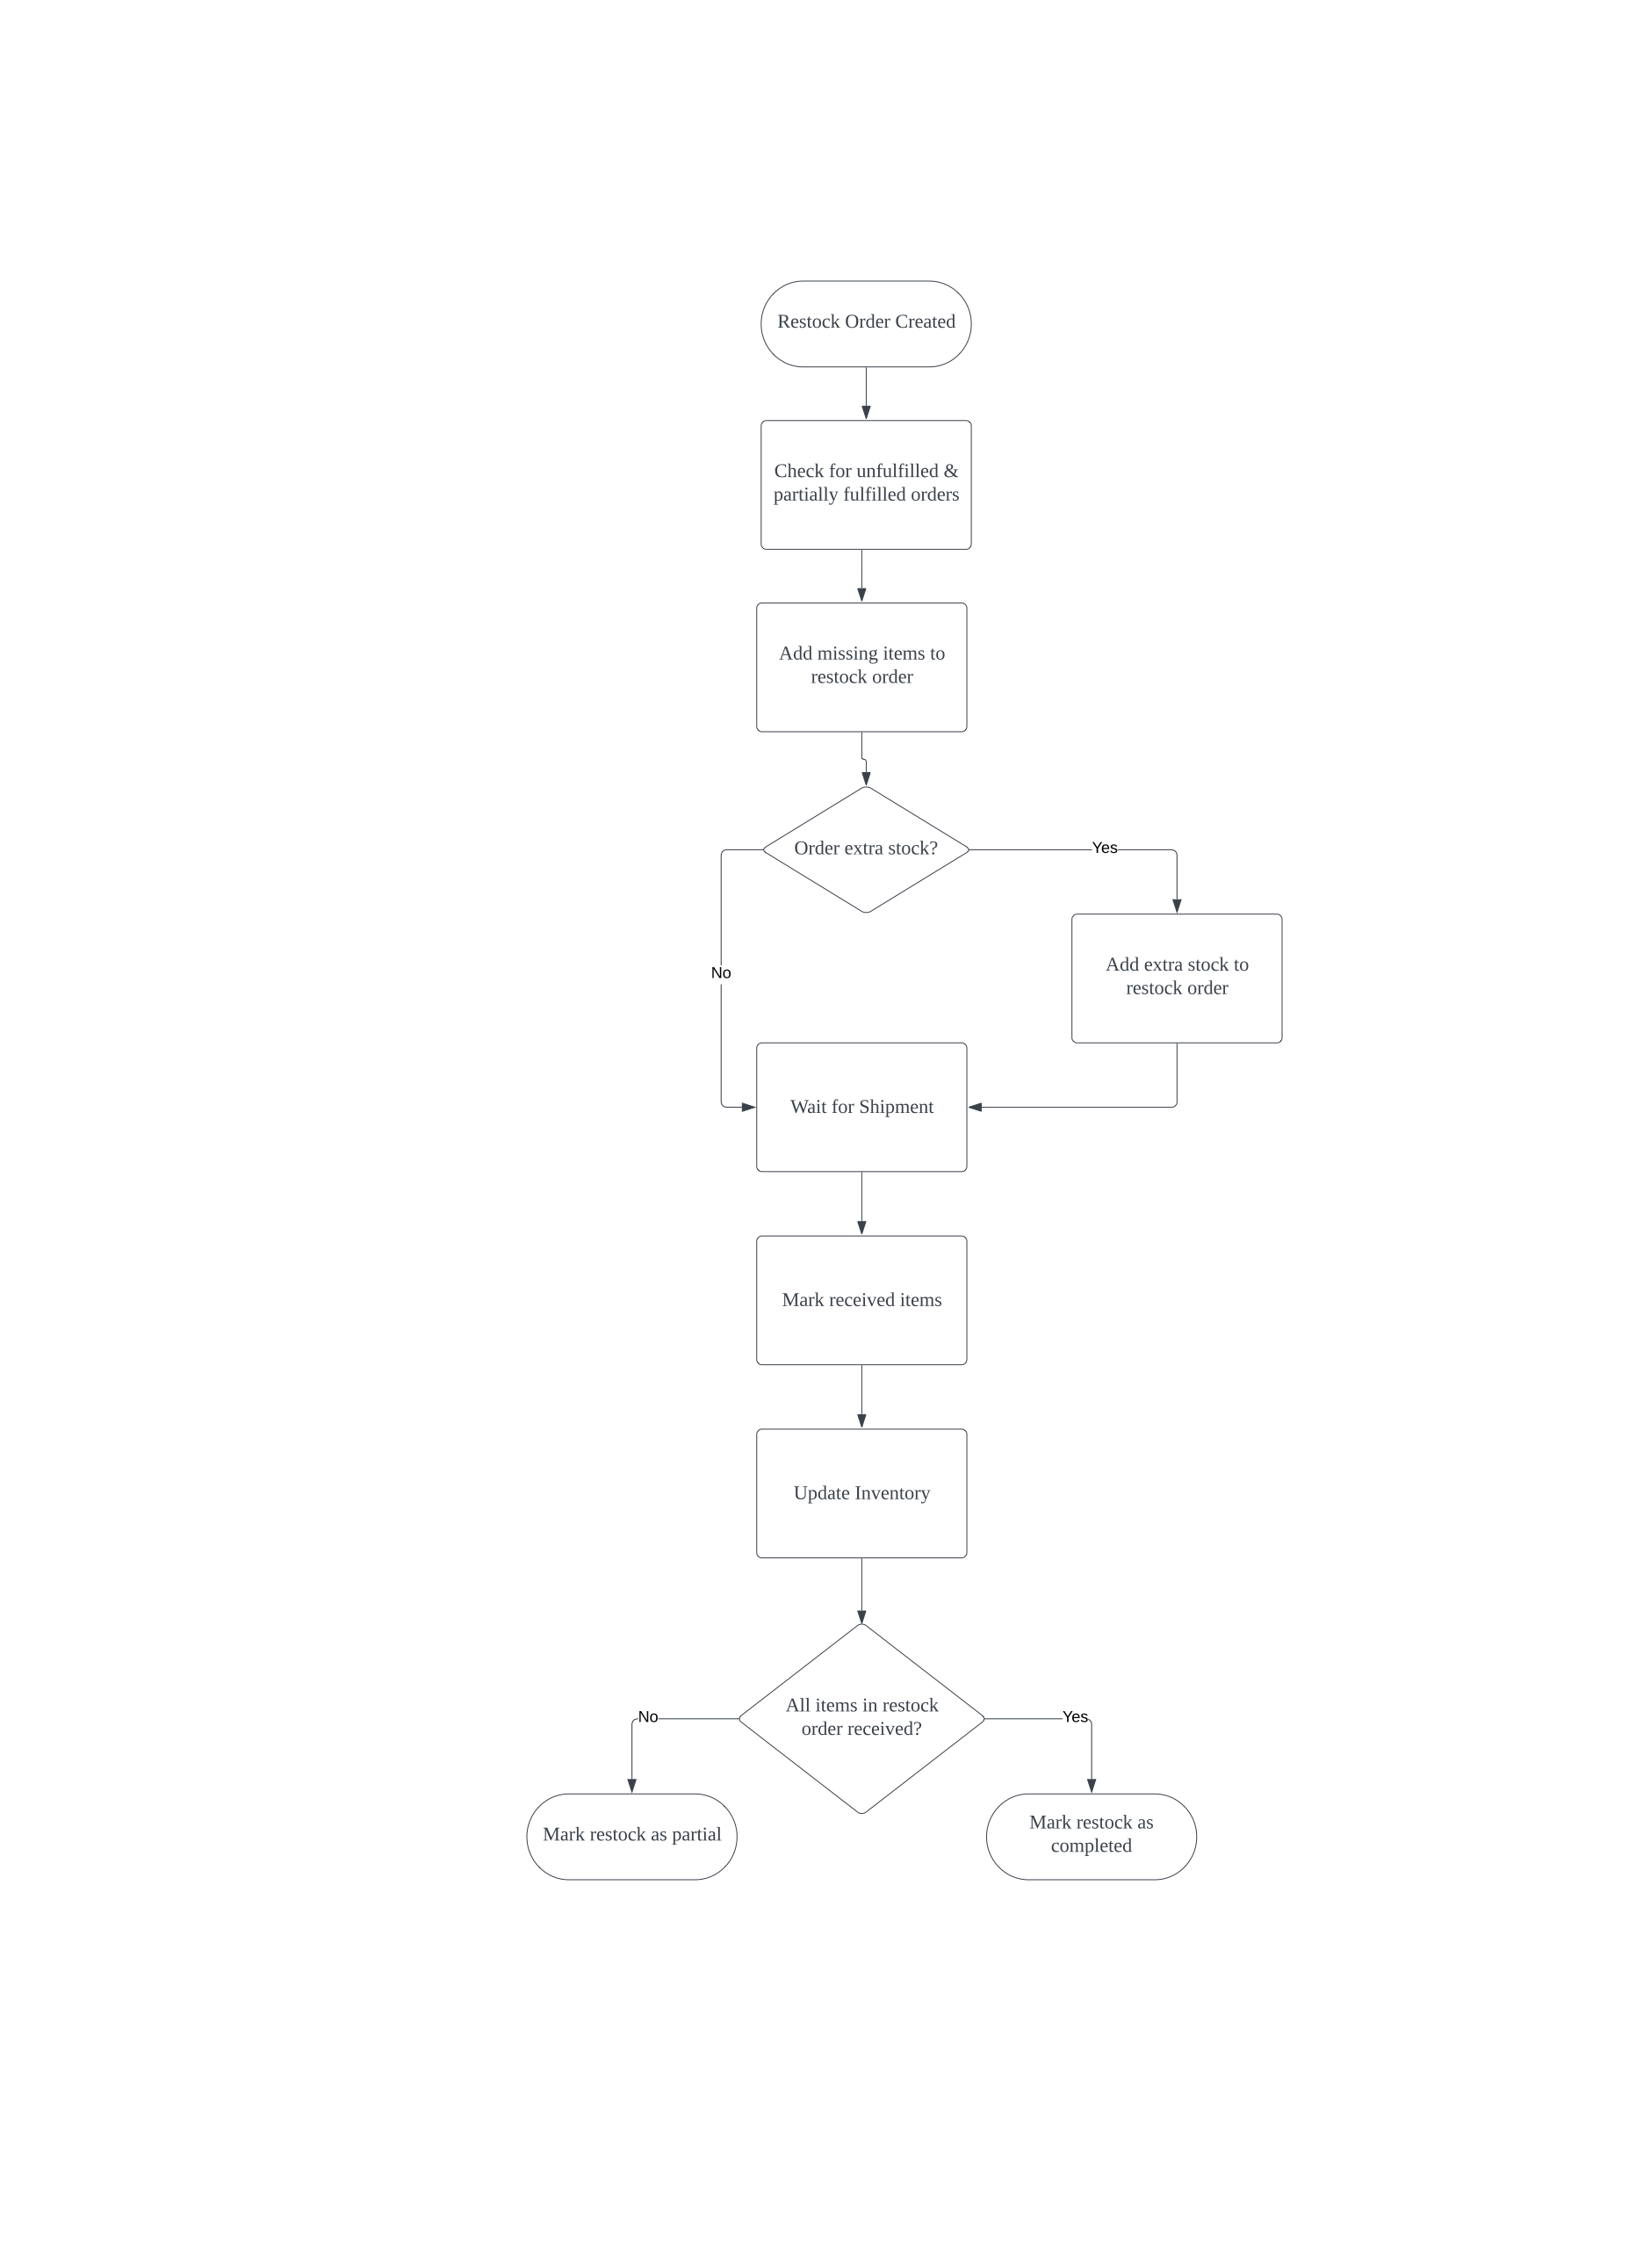 Restock Order Created
Check for unfulfilled &
partially fulfilled orders
Add missing items to
restock order
Order extra stock?
Yes
No
Add extra stock to
restock order
Wait for Shipment
Mark received items
Update Inventory
All items in restock
order received?
No
Yes
Mark restock as partial
Mark restock as
completed